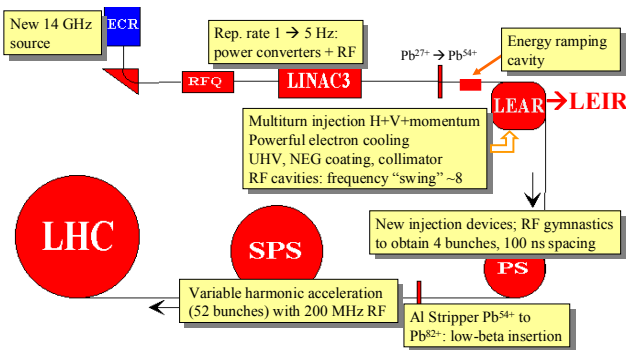 New 14 GHz
source
ECR
Rep. rate 1 → 5 Hz:
power converters + RF
Pb27+ → Pb54+
Energy ramping
cavity
RFQ
LINAC3
LEAR
→LEIR
Multiturn injection H+V+momentum
Powerful electron cooling
UHV, NEG coating, collimator
RF cavities: frequency “swing” ~8
New injection devices; RF gymnastics
to obtain 4 bunches, 100 ns spacing
LHC
SPS
PS
Variable harmonic acceleration
(52 bunches) with 200 MHz RF
Al Stripper Pb54+ to
Pb82+: low-beta insertion